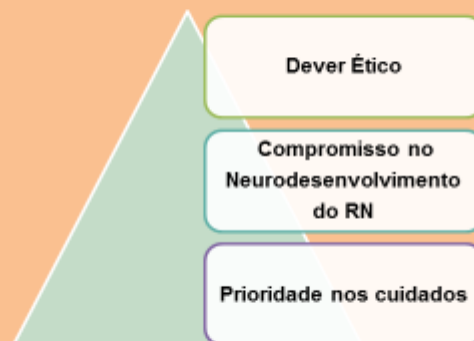 Dever Ético
Compromisso no
Neurodesenvolvimento
do RN
Prioridade nos cuidados